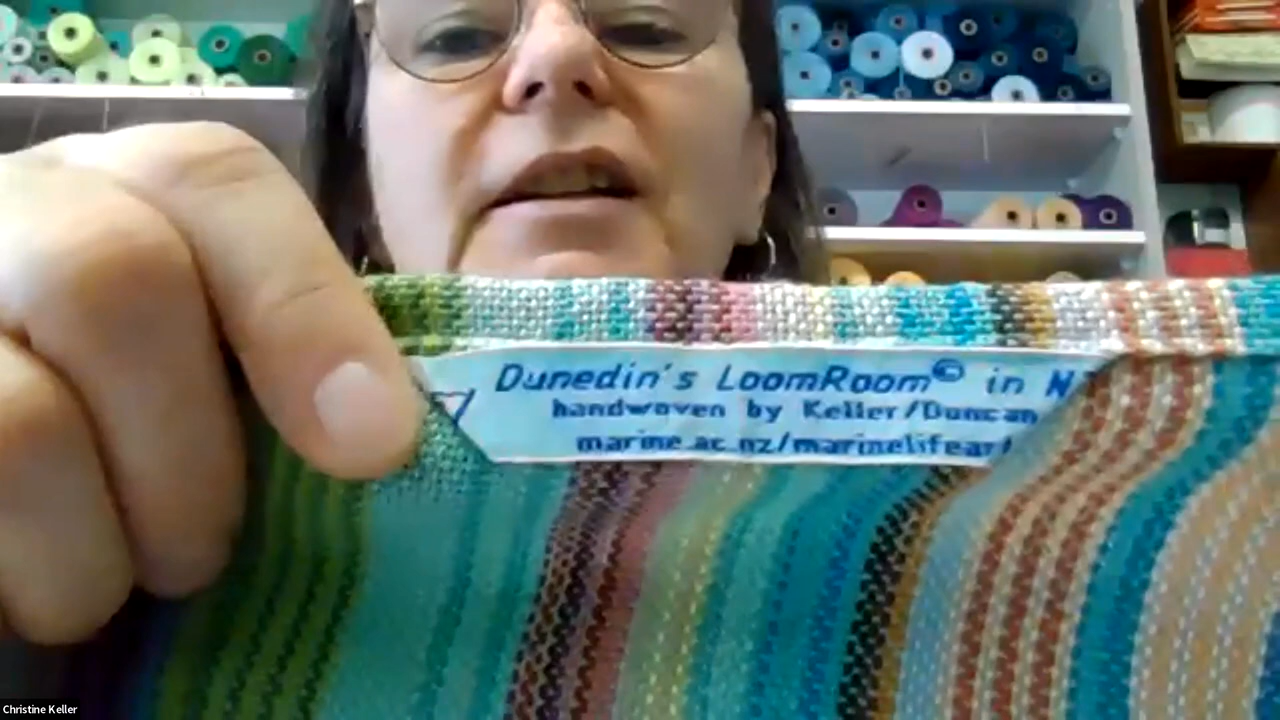 Dunedin's LoomRoom© in N
handwoven by Keller/Duncan
marine.ac.nz/marinelifeart
Christine Keller